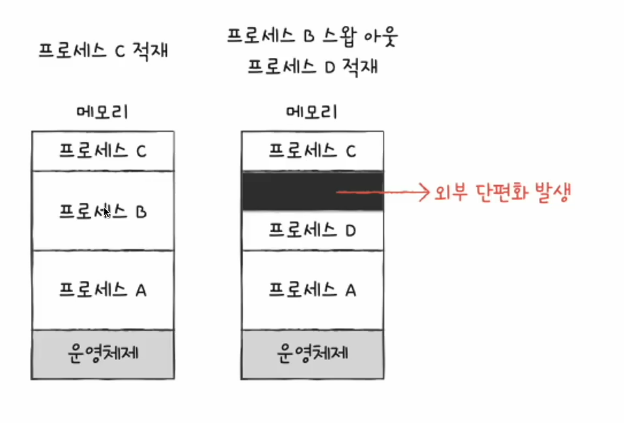 프로세스 C 적재
메모리
프로세스 C
프로세스 B
프로세스 A
운영체제
프로세스 B 스왑 아웃
프로세스 D 적재
메모리
프로세스 C
외부 단편화 발생
프로세스 D
프로세스 A
운영체제